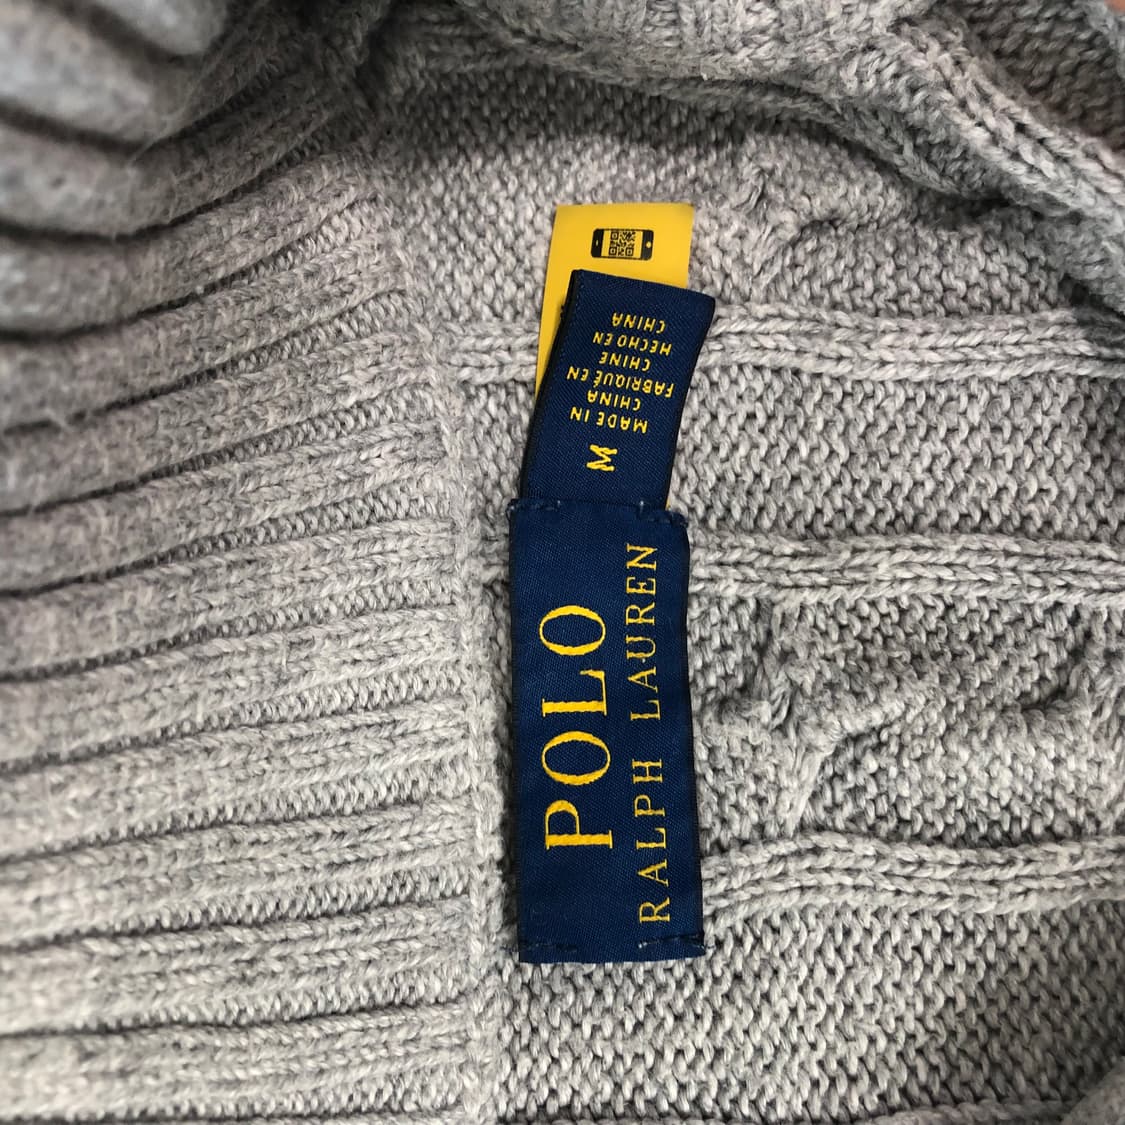 POLO
RALPH LAUREN
M
MADE IN
CHINA
FABRIQUÉ EN
CHINE
HECHO EN
CHINA